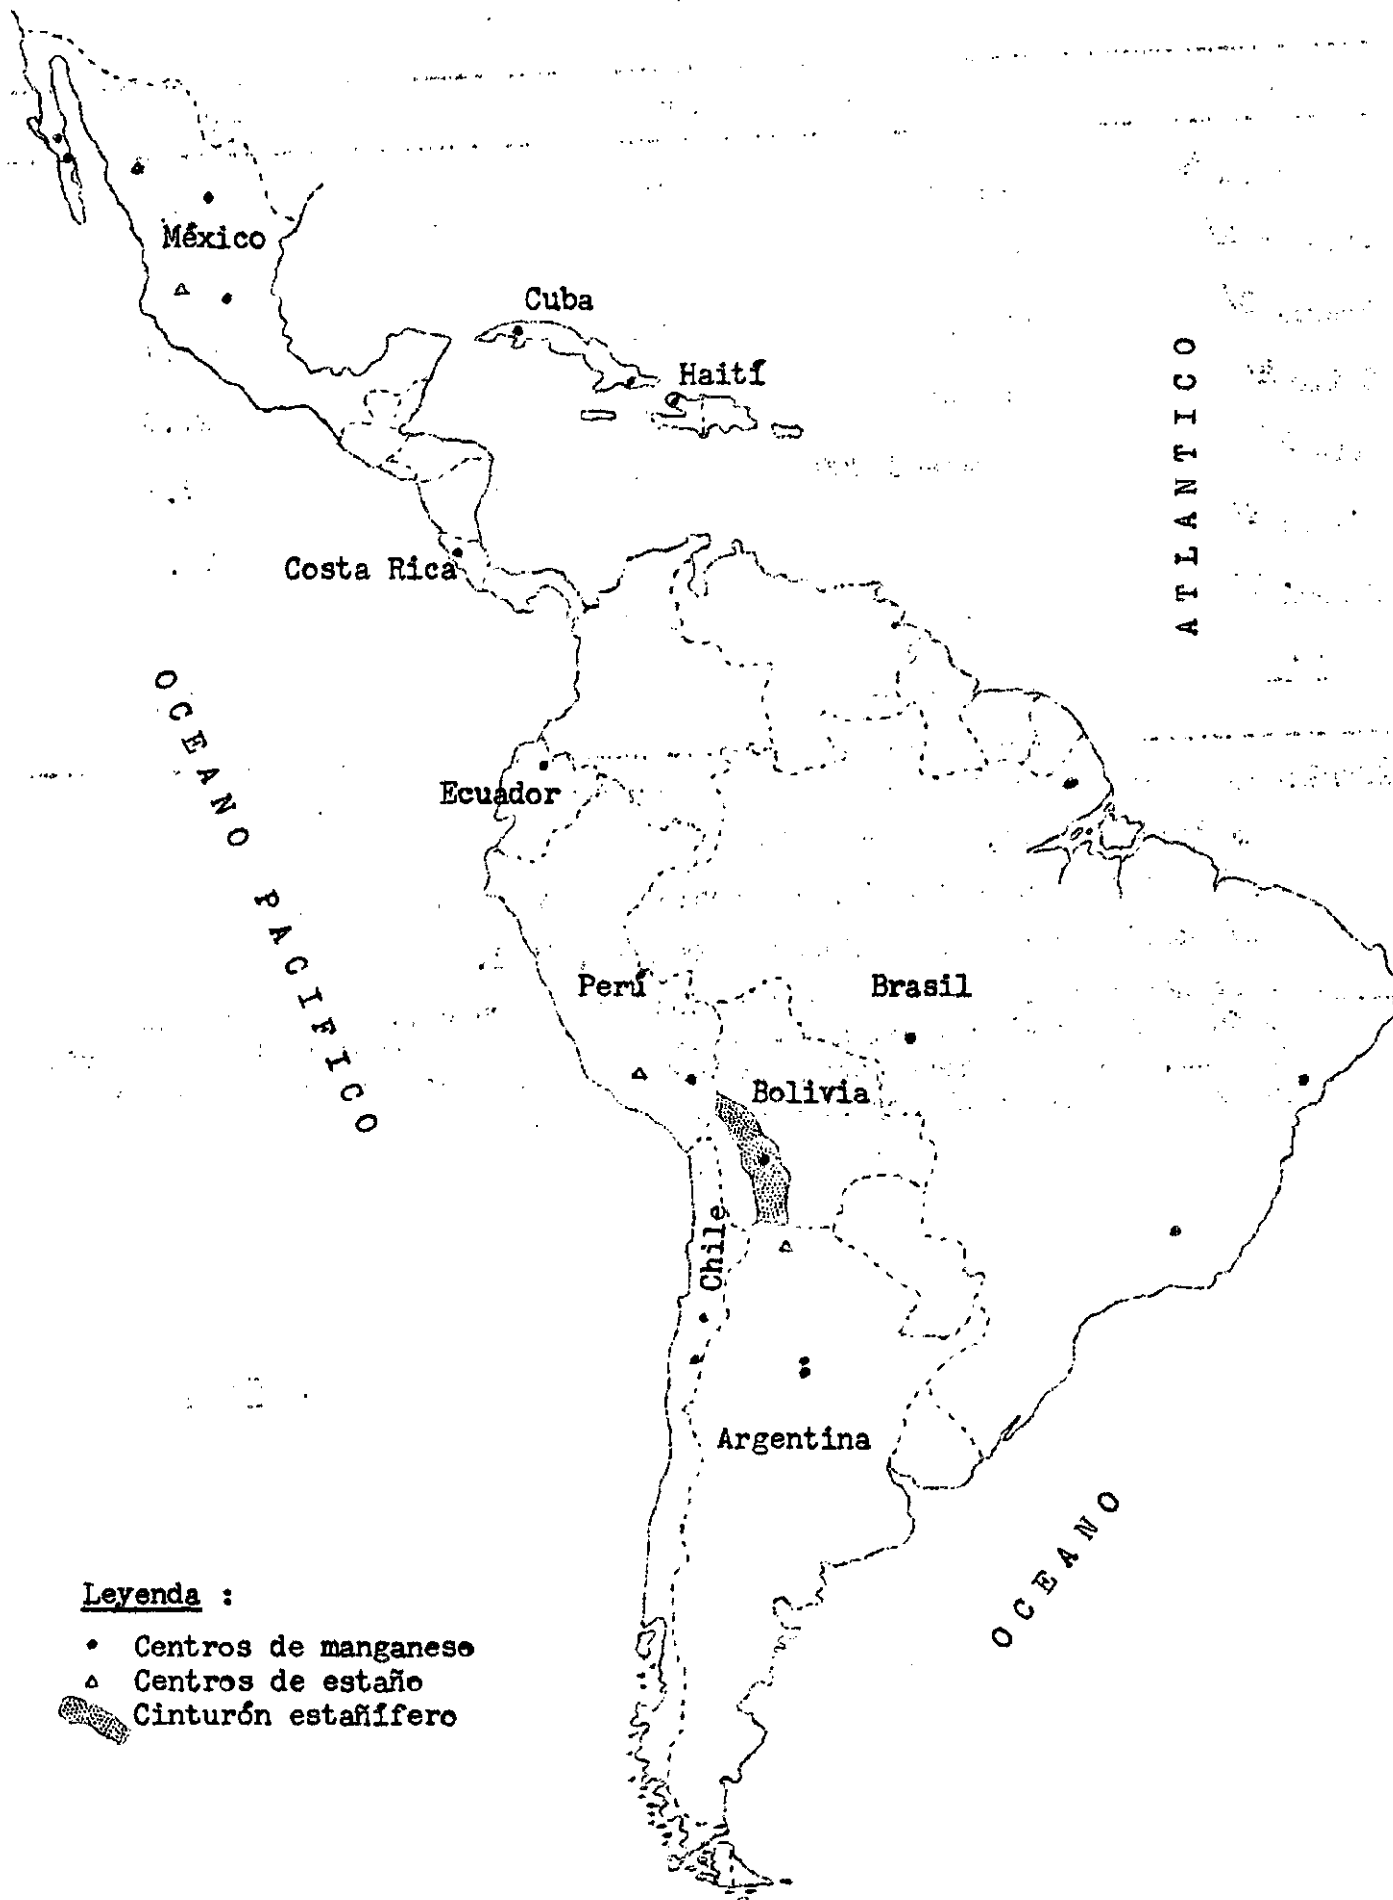 México
Cuba
Haití
Costa Rica
ATLANTICO
OCEANO PACIFICO
Ecuador
Perú
Brasil
Bolivia
Chile
Argentina
OCEANO
Leyenda :
Centros de manganeso
Centros de estaño
Cinturón estañífero